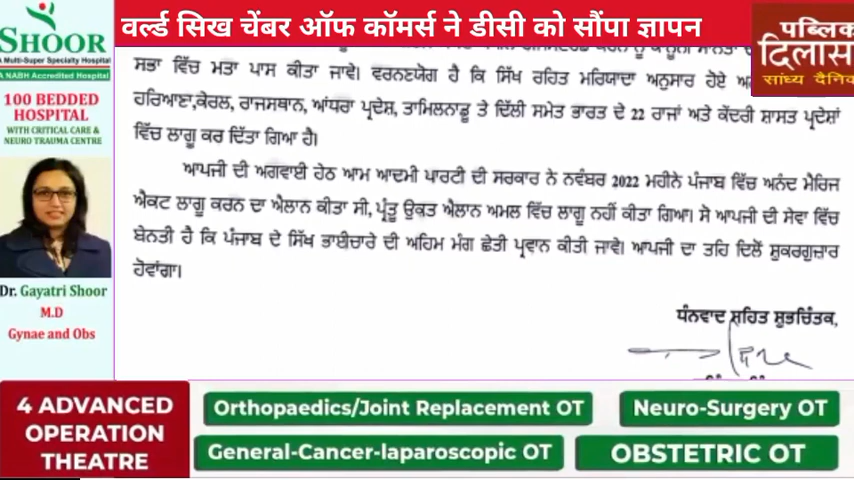 SHOOR
A Multi-Super Specialty Hospital
A NABH Accredited Hospital
100 BEDDED
HOSPITAL
WITH CRITICAL CARE &
NEURO TRAUMA CENTRE
Dr. Gayatri Shoor
M.D
Gynae and Obs
वर्ल्ड सिख चेंबर ऑफ कॉमर्स ने डीसी को सौंपा ज्ञापन
पब्लिक
दिलासा
सांध्य दैनिक
ਸਭਾ ਵਿੱਚ ਮਤਾ ਪਾਸ ਕੀਤਾ ਜਾਵੇ। ਵਰਨਣਯੋਗ ਹੈ ਕਿ ਸਿੱਖ ਰਹਿਤ ਮਰਿਯਾਦਾ ਅਨੁਸਾਰ ਹੋਏ
ਹਰਿਆਣਾ,ਕੇਰਲ, ਰਾਜਸਥਾਨ, ਆਂਧਰਾ ਪ੍ਰਦੇਸ਼, ਤਾਮਿਲਨਾਡੂ ਤੇ ਦਿੱਲੀ ਸਮੇਤ ਭਾਰਤ ਦੇ 22 ਰਾਜਾਂ ਅਤੇ ਕੇਂਦਰੀ ਸ਼ਾਸਤ ਪ੍ਰਦੇਸ਼ਾਂ
ਵਿੱਚ ਲਾਗੂ ਕਰ ਦਿੱਤਾ ਗਿਆ ਹੈ।
ਆਪਜੀ ਦੀ ਅਗਵਾਈ ਹੇਠ ਆਮ ਆਦਮੀ ਪਾਰਟੀ ਦੀ ਸਰਕਾਰ ਨੇ ਨਵੰਬਰ 2022 ਮਹੀਨੇ ਪੰਜਾਬ ਵਿੱਚ ਅਨੰਦ ਮੈਰਿਜ
ਐਕਟ ਲਾਗੂ ਕਰਨ ਦਾ ਐਲਾਨ ਕੀਤਾ ਸੀ, ਪ੍ਰੰਤੂ ਉਕਤ ਐਲਾਨ ਅਮਲ ਵਿੱਚ ਲਾਗੂ ਨਹੀਂ ਕੀਤਾ ਗਿਆ। ਸੋ ਆਪਜੀ ਦੀ ਸੇਵਾ ਵਿੱਚ
ਬੇਨਤੀ ਹੈ ਕਿ ਪੰਜਾਬ ਦੇ ਸਿੱਖ ਭਾਈਚਾਰੇ ਦੀ ਅਹਿਮ ਮੰਗ ਛੇਤੀ ਪ੍ਰਵਾਨ ਕੀਤੀ ਜਾਵੇ। ਆਪਜੀ ਦਾ ਤਹਿ ਦਿਲੋਂ ਸ਼ੁਕਰਗੁਜ਼ਾਰ
ਹੋਵਾਂਗਾ।
ਧੰਨਵਾਦ ਸਹਿਤ ਸ਼ੁਭਚਿੰਤਕ,
4 ADVANCED
OPERATION
THEATRE
Orthopaedics/Joint Replacement OT
Neuro-Surgery OT
General-Cancer-laparoscopic OT
OBSTETRIC OT